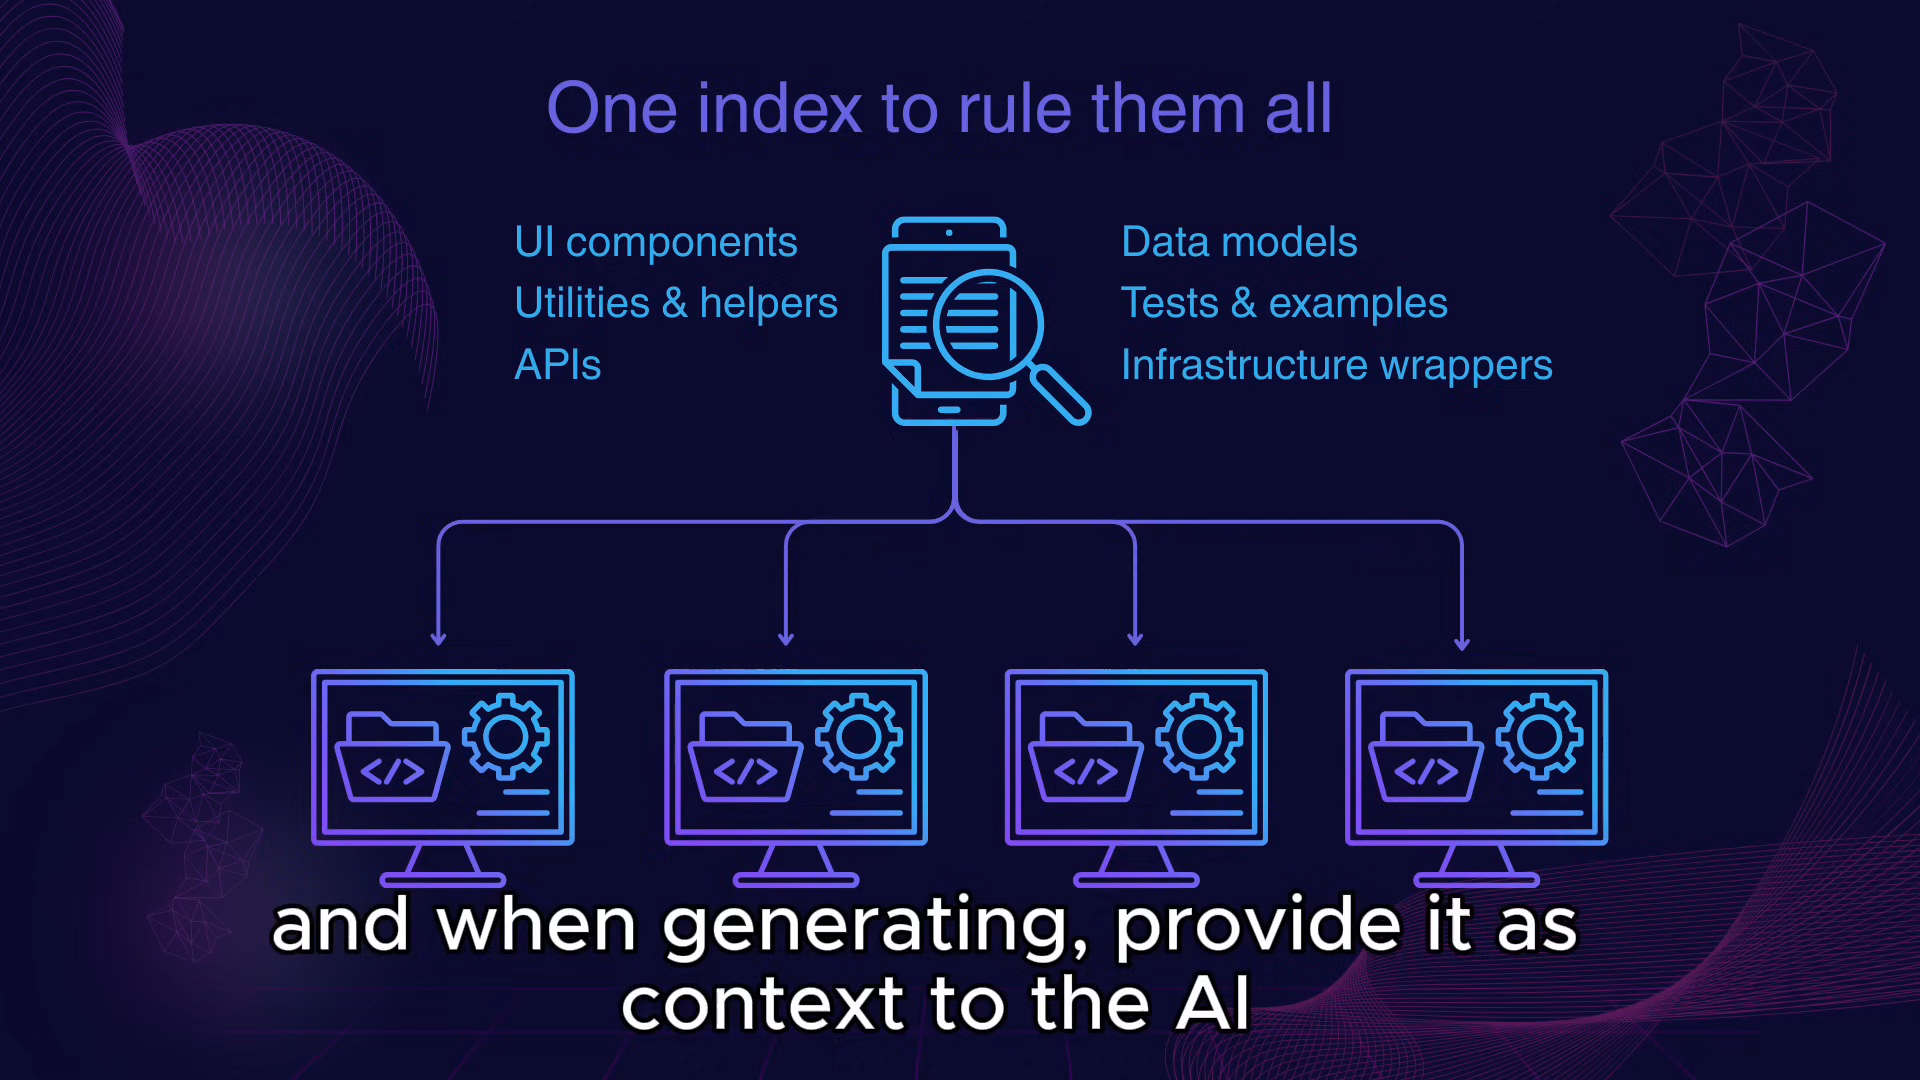 One index to rule them all
UI components
Utilities & helpers
APIs
Data models
Tests & examples
Infrastructure wrappers
</>
</>
</>
</>
and when generating, provide it as
context to the AI